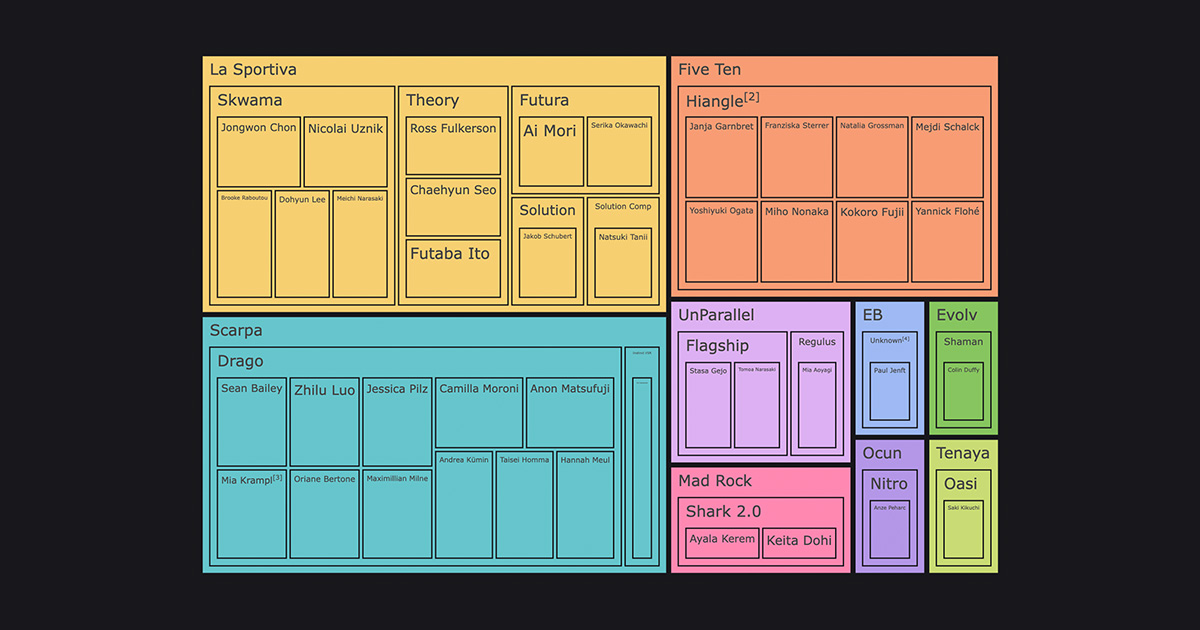 La Sportiva
Skwama
Jongwon Chon
Nicolai Uznik
Brooke Raboutou
Dohyun Lee
Meichi Narasaki
Theory
Ross Fulkerson
Chaehyun Seo
Futaba Ito
Futura
Ai Mori
Serika Okawachi
Solution
Jakob Schubert
Solution Comp
Natsuki Tanii
Five Ten
Hiangle[2]
Janja Garnbret
Franziska Sterrer
Natalia Grossman
Mejdi Schalck
Yoshiyuki Ogata
Miho Nonaka
Kokoro Fujii
Yannick Flohé
Scarpa
Drago
Sean Bailey
Zhilu Luo
Jessica Pilz
Camilla Moroni
Anon Matsufuji
Mia Krampl[3]
Oriane Bertone
Maximillian Milne
Andrea Kümin
Taisei Homma
Hannah Meul
UnParallel
Flagship
Stasa Gejo
Tomoa Narasaki
Regulus
Mia Aoyagi
Mad Rock
Shark 2.0
Ayala Kerem
Keita Dohi
EB
Unknown[4]
Paul Jenft
Evolv
Shaman
Colin Duffy
Ocun
Nitro
Anze Peharc
Tenaya
Oasi
Saki Kikuchi